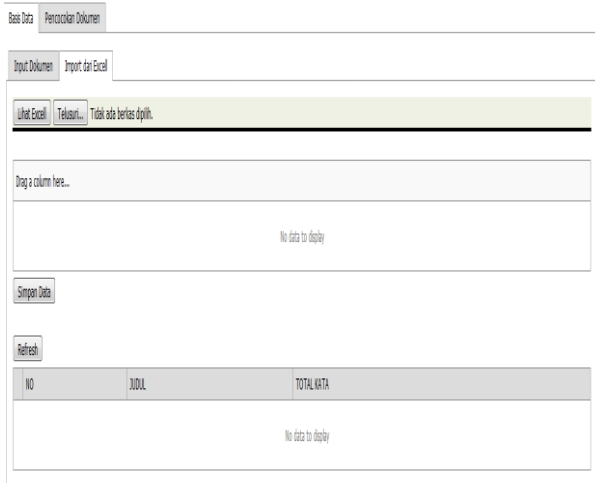 Basis Data Pencocokan Dokumen
Input Dokumen Import dari Excell
Lihat Excell Telusuri... Tidak ada berkas dipilih.
Drag a column here...
No data to display
Simpan Data
Refresh
NO JUDUL TOTAL KATA
No data to display